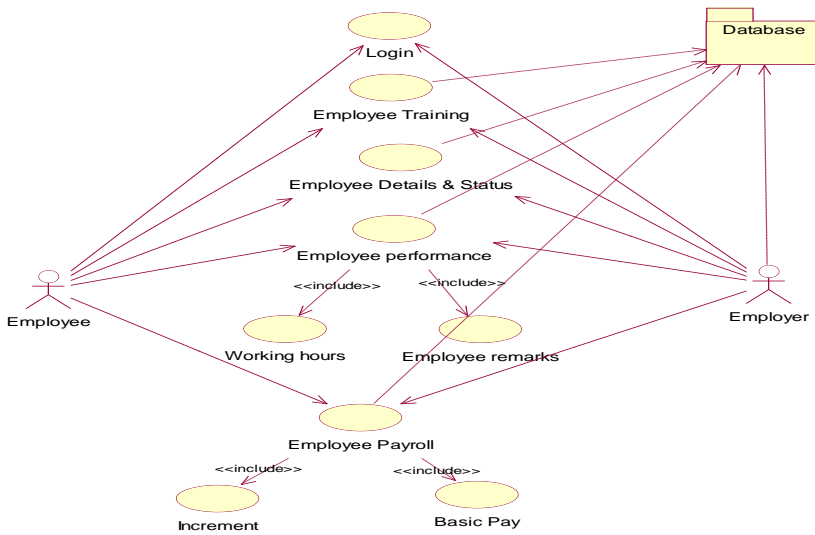 Database
Login
Employee Training
Employee Details & Status
Employee performance
<<include>>
<<include>>
Employee
Employer
Working hours
Employee remarks
Employee Payroll
<<include>>
<<include>>
Increment
Basic Pay